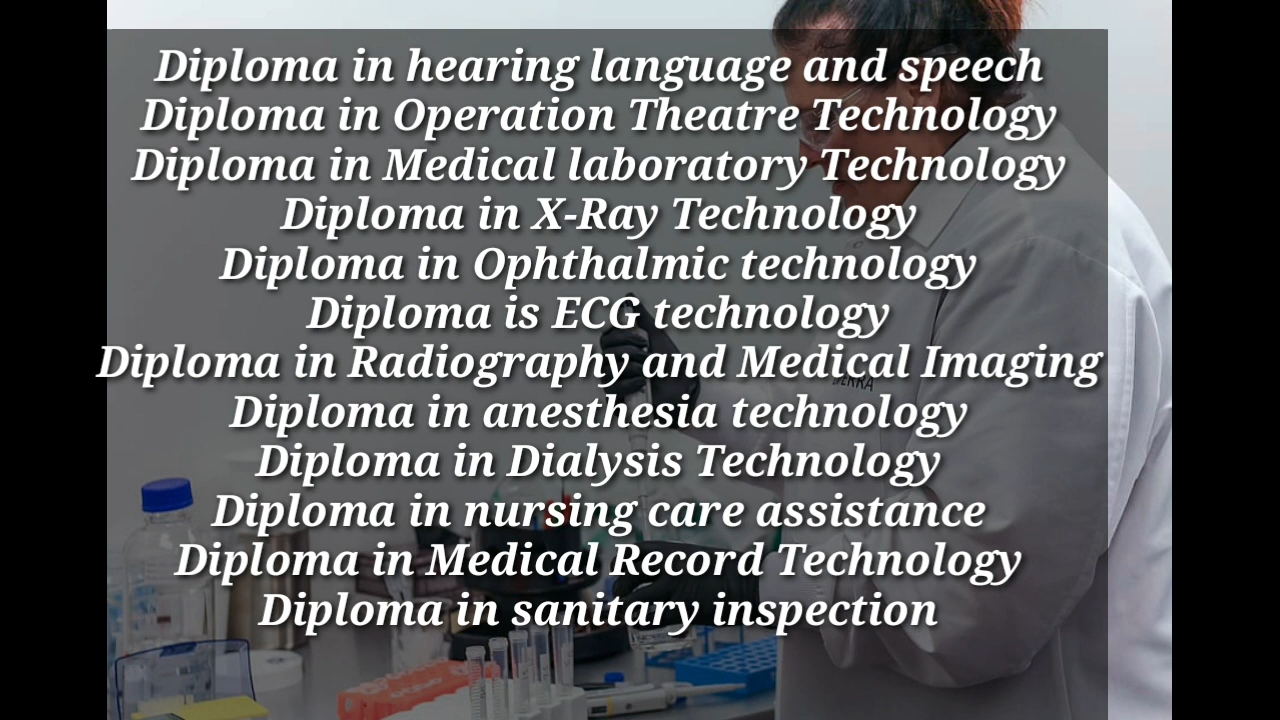 Diploma in hearing language and speech
Diploma in Operation Theatre Technology
Diploma in Medical laboratory Technology
Diploma in X-Ray Technology
Diploma in Ophthalmic technology
Diploma is ECG technology
Diploma in Radiography and Medical Imaging
Diploma in anesthesia technology
Diploma in Dialysis Technology
Diploma in nursing care assistance
Diploma in Medical Record Technology
Diploma in sanitary inspection